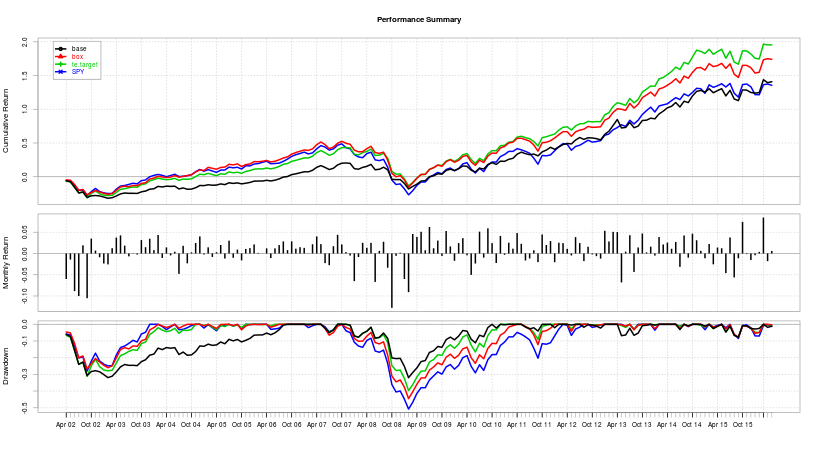 Performance Summary
Cumulative Return
2.0
1.5
1.0
0.5
0.0
base
box
te.target
SPY
Monthly Return
0.05
0.00
-0.05
-0.10
Drawdown
0.0
-0.1
-0.3
-0.5
Apr 02 Oct 02 Apr 03 Oct 03 Apr 04 Oct 04 Apr 05 Oct 05 Apr 06 Oct 06 Apr 07 Oct 07 Apr 08 Oct 08 Apr 09 Oct 09 Apr 10 Oct 10 Apr 11 Oct 11 Apr 12 Oct 12 Apr 13 Oct 13 Apr 14 Oct 14 Apr 15 Oct 15